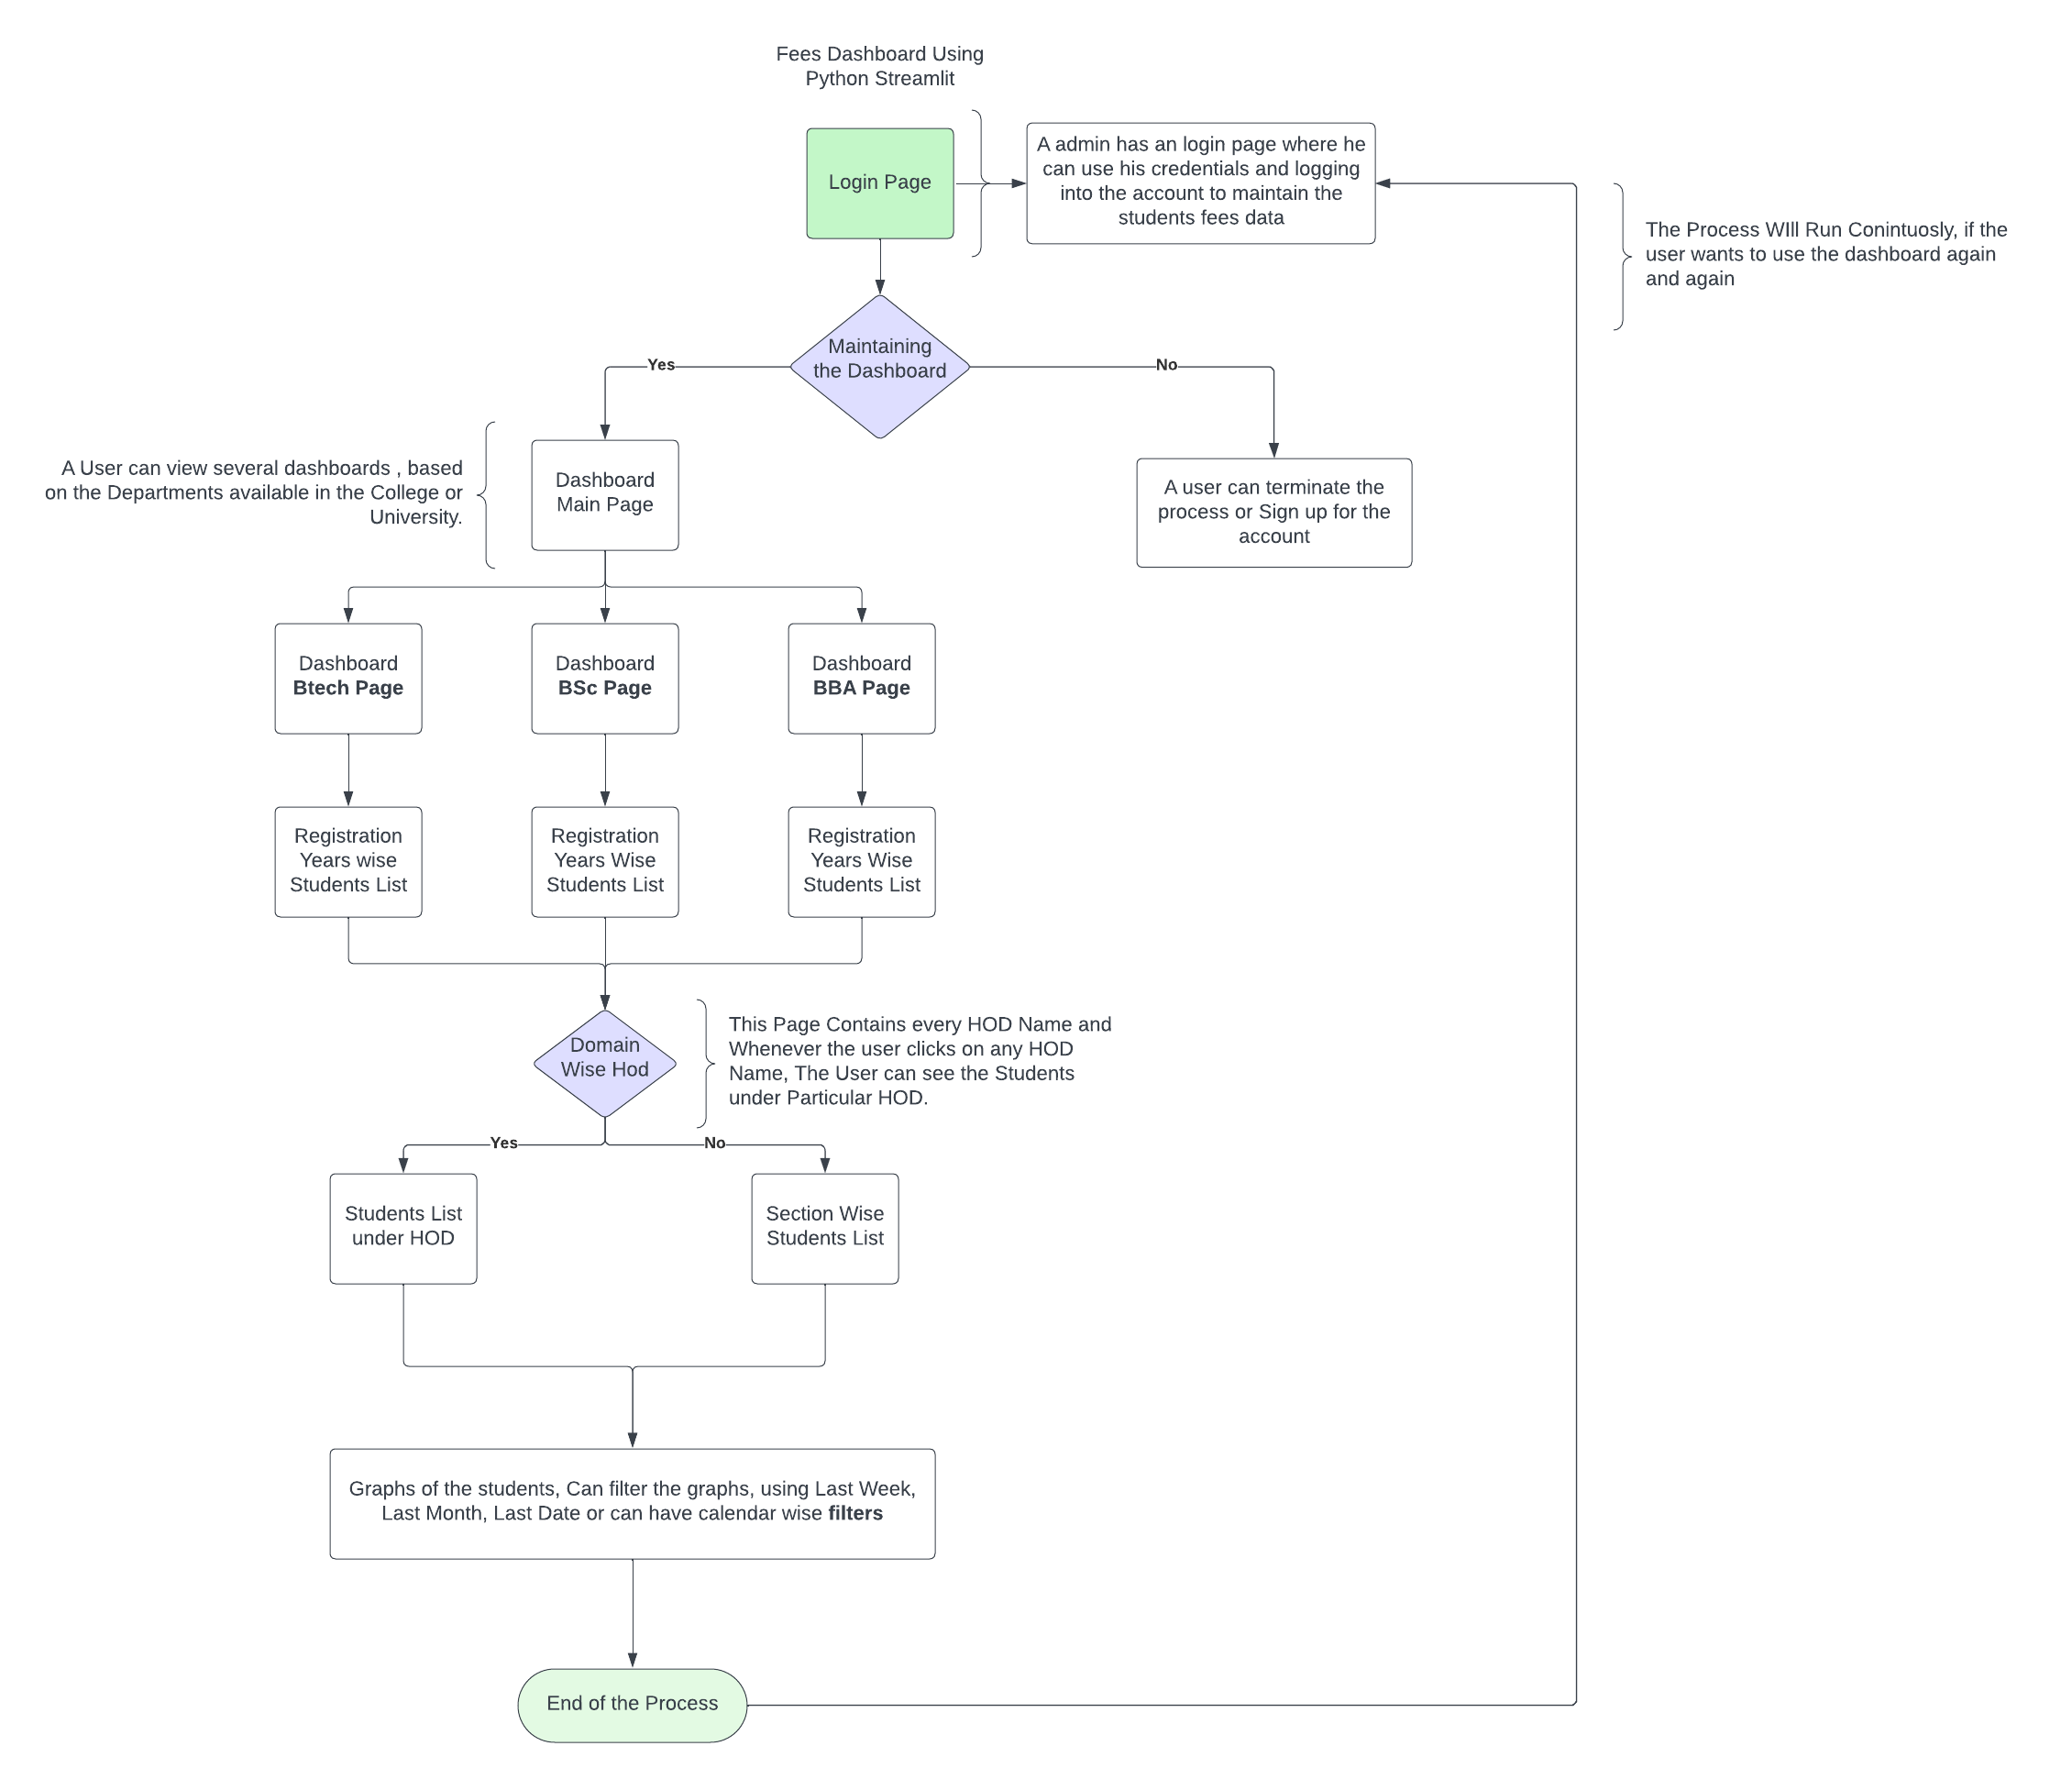 Fees Dashboard Using
Python Streamlit
Login Page
A admin has an login page where he
can use his credentials and logging
into the account to maintain the
students fees data
The Process WIll Run Conintuosly, if the
user wants to use the dashboard again
and again
Maintaining
the Dashboard
Yes
No
A User can view several dashboards , based
on the Departments available in the College or
University.
Dashboard
Main Page
A user can terminate the
process or Sign up for the
account
Dashboard
Btech Page
Dashboard
BSc Page
Dashboard
BBA Page
Registration
Years wise
Students List
Registration
Years Wise
Students List
Registration
Years Wise
Students List
Domain
Wise Hod
This Page Contains every HOD Name and
Whenever the user clicks on any HOD
Name, The User can see the Students
under Particular HOD.
Yes
No
Students List
under HOD
Section Wise
Students List
Graphs of the students, Can filter the graphs, using Last Week,
Last Month, Last Date or can have calendar wise filters
End of the Process